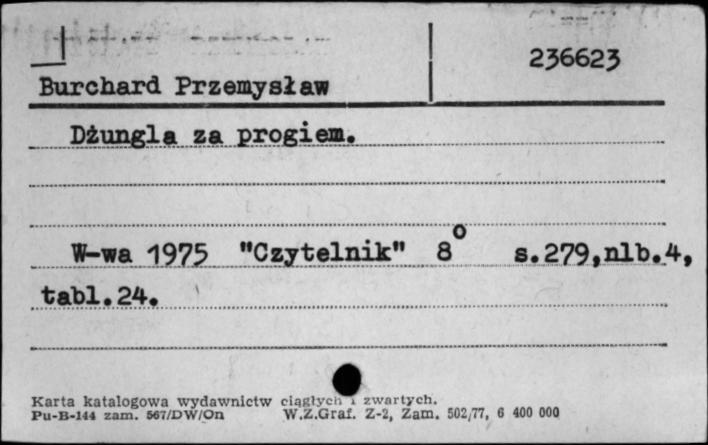 236623
Burchard Przemysław
Dżungla za progiem.
W-wa 1975 "Czytelnik" 8° s.279,nlb.4,
tabl.24.
Karta katalogowa wydawnictw ciągłych i zwartych.
Pu-B-144 zam. 567/DW/On W.Z.Graf. Z-2, Zam. 502/77, 6 400 000